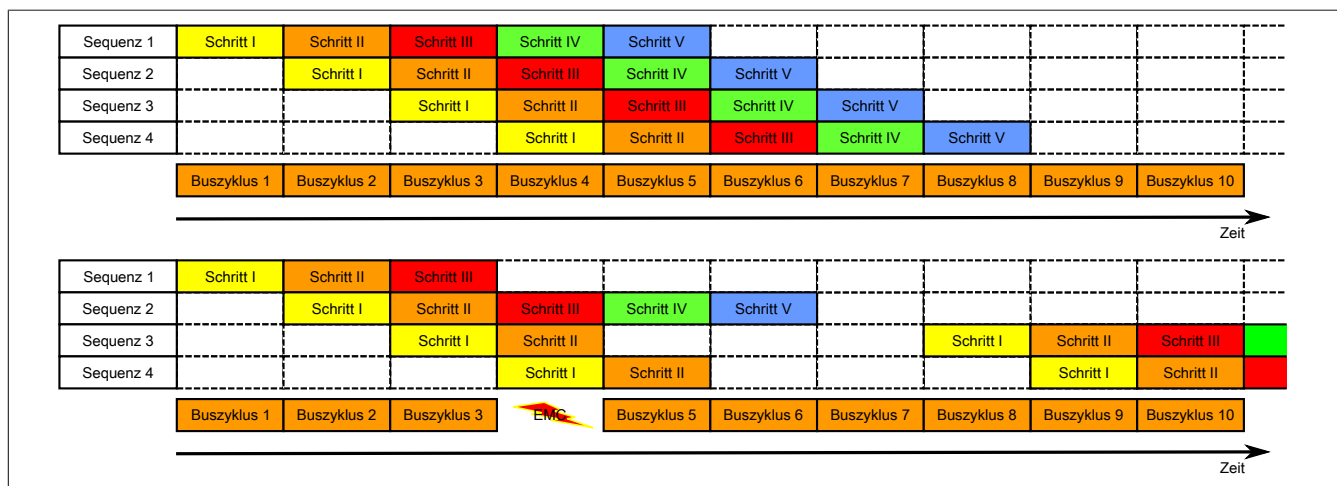 Sequenz 1 Schritt I Schritt II Schritt III Schritt IV Schritt V
Sequenz 2 Schritt I Schritt II Schritt III Schritt IV Schritt V
Sequenz 3 Schritt I Schritt II Schritt III Schritt IV Schritt V
Sequenz 4 Schritt I Schritt II Schritt III Schritt IV Schritt V
Buszyklus 1 Buszyklus 2 Buszyklus 3 Buszyklus 4 Buszyklus 5 Buszyklus 6 Buszyklus 7 Buszyklus 8 Buszyklus 9 Buszyklus 10
Zeit
Sequenz 1 Schritt I Schritt II Schritt III
Sequenz 2 Schritt I Schritt II Schritt III Schritt IV Schritt V
Sequenz 3 Schritt I Schritt II Schritt I Schritt II Schritt III
Sequenz 4 Schritt I Schritt II Schritt I Schritt II
Buszyklus 1 Buszyklus 2 Buszyklus 3 EMC Buszyklus 5 Buszyklus 6 Buszyklus 7 Buszyklus 8 Buszyklus 9 Buszyklus 10
Zeit